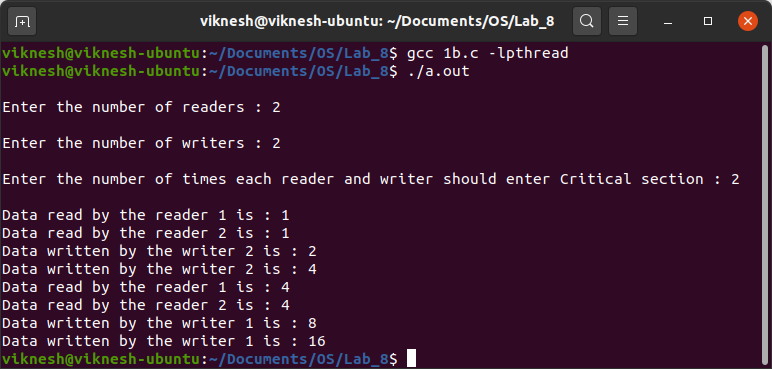 viknesh@viknesh-ubuntu: ~/Documents/OS/Lab_8
viknesh@viknesh-ubuntu:~/Documents/OS/Lab_8$ gcc 1b.c -lpthread
viknesh@viknesh-ubuntu:~/Documents/OS/Lab_8$ ./a.out
Enter the number of readers : 2
Enter the number of writers : 2
Enter the number of times each reader and writer should enter Critical section : 2
Data read by the reader 1 is : 1
Data read by the reader 2 is : 1
Data written by the writer 2 is : 2
Data written by the writer 2 is : 4
Data read by the reader 1 is : 4
Data read by the reader 2 is : 4
Data written by the writer 1 is : 8
Data written by the writer 1 is : 16
viknesh@viknesh-ubuntu:~/Documents/OS/Lab_8$